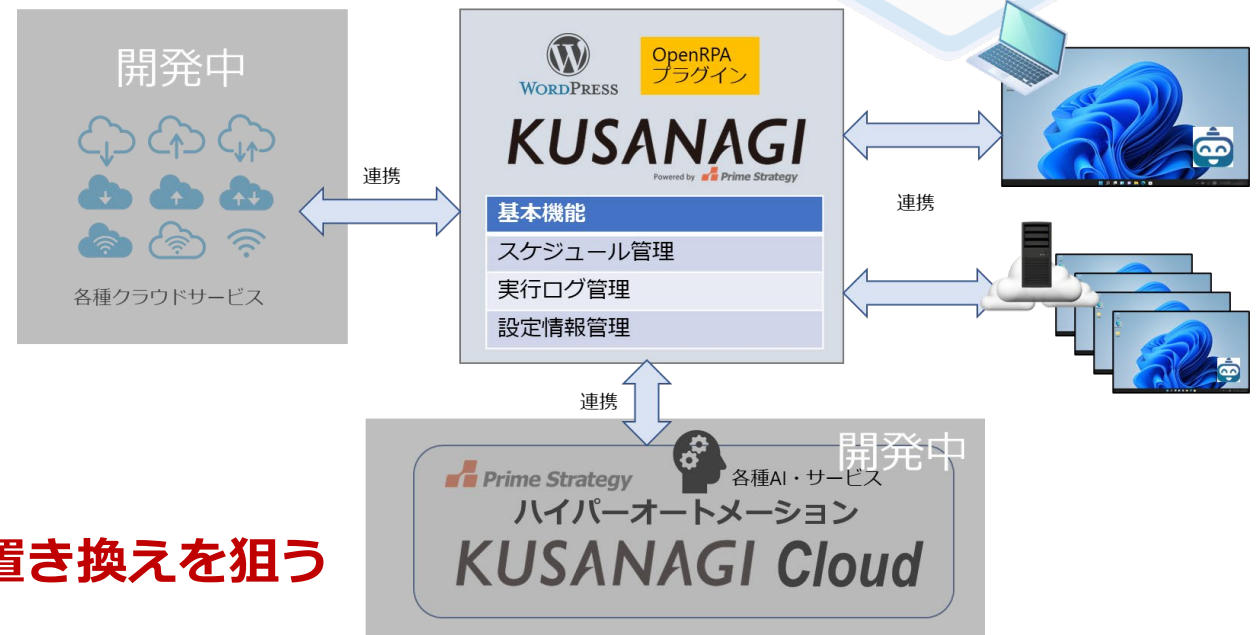 開発中
各種クラウドサービス
連携
WORDPRESS
OpenRPA
プラグイン
KUSANAGI
Powered by Prime Strategy
基本機能
スケジュール管理
実行ログ管理
設定情報管理
連携
連携
開発中
Prime Strategy
各種AI・サービス
ハイパーオートメーション
KUSANAGI Cloud
置き換えを狙う